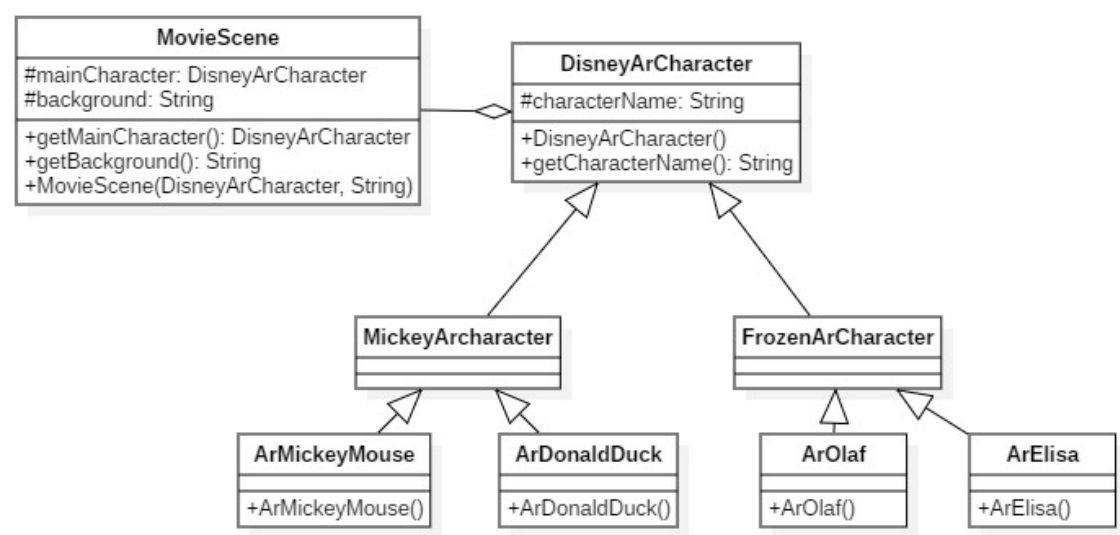 MovieScene
#mainCharacter: DisneyArCharacter
#background: String
+getMainCharacter(): DisneyArCharacter
+getBackground(): String
+MovieScene(DisneyArCharacter, String)
DisneyArCharacter
#characterName: String
+DisneyArCharacter()
+getCharacterName(): String
MickeyArcharacter
FrozenArCharacter
ArMickeyMouse
+ArMickeyMouse()
ArDonaldDuck
+ArDonaldDuck()
ArOlaf
+ArOlaf()
ArElisa
+ArElisa()